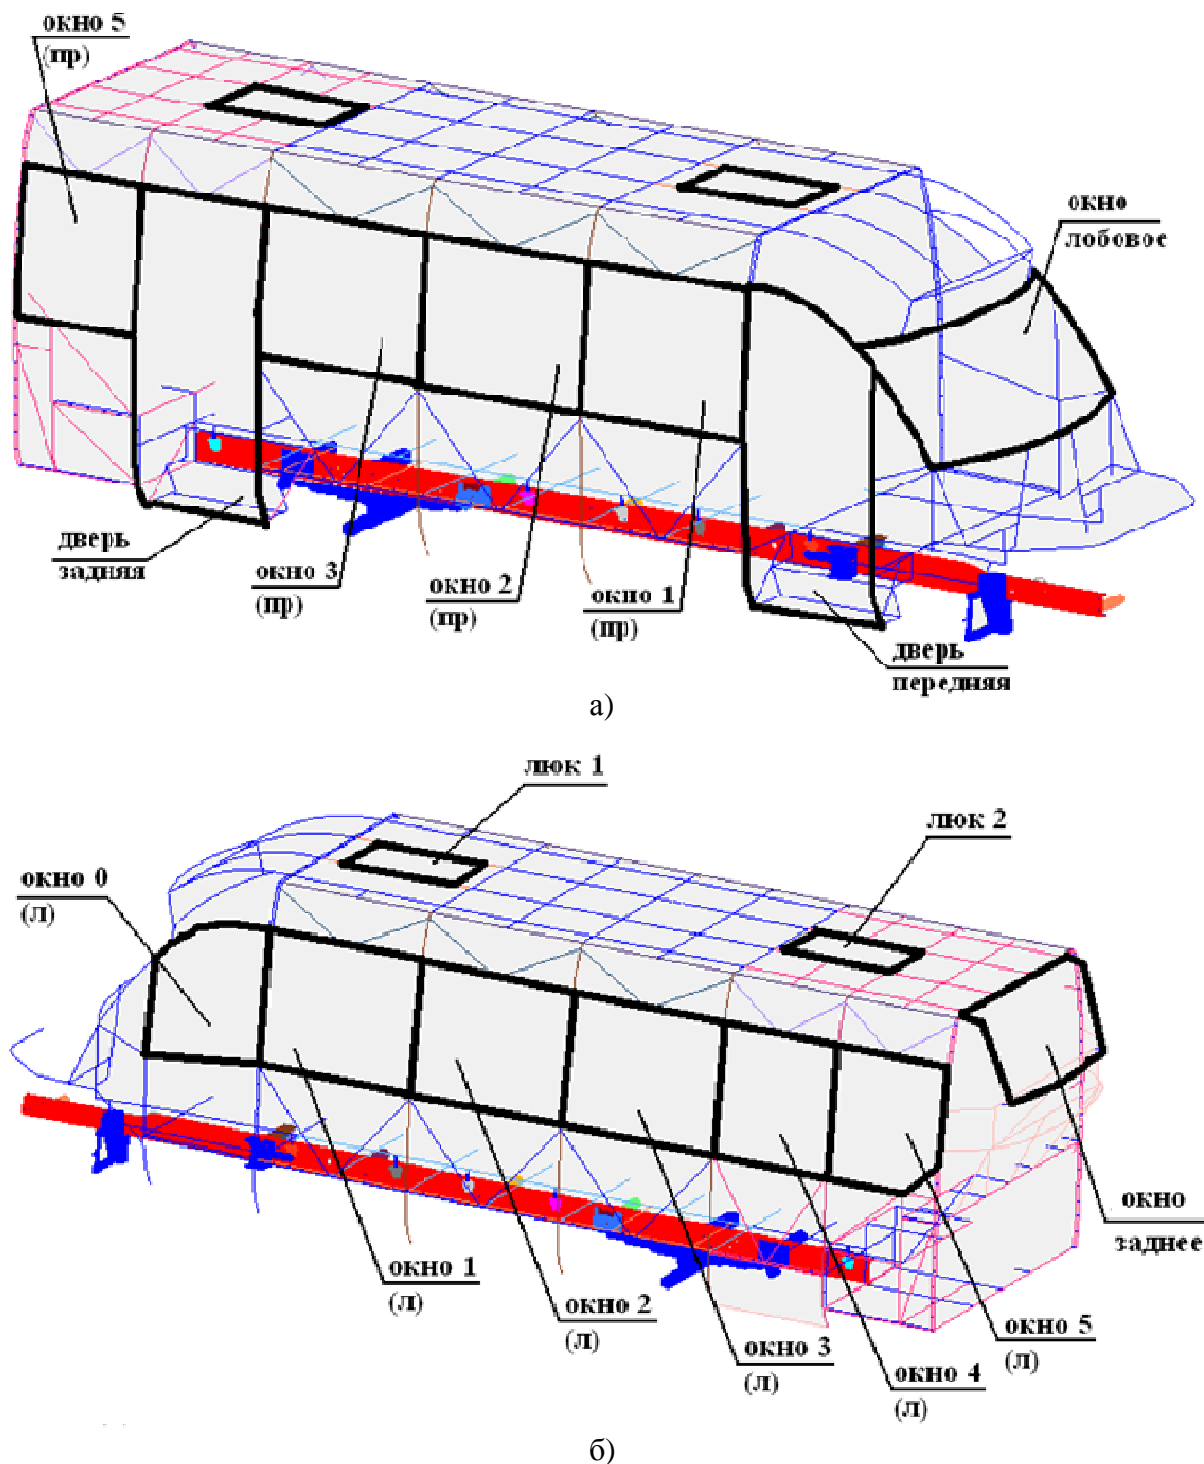 окно 5
(пр)
окно
лобовое
дверь
задняя
окно 3
(пр)
окно 2
(пр)
окно 1
(пр)
дверь
передняя
а)
люк 1
люк 2
окно 0
(л)
окно
заднее
окно 1
(л)
окно 2
(л)
окно 3
(л)
окно 4
(л)
окно 5
(л)
б)